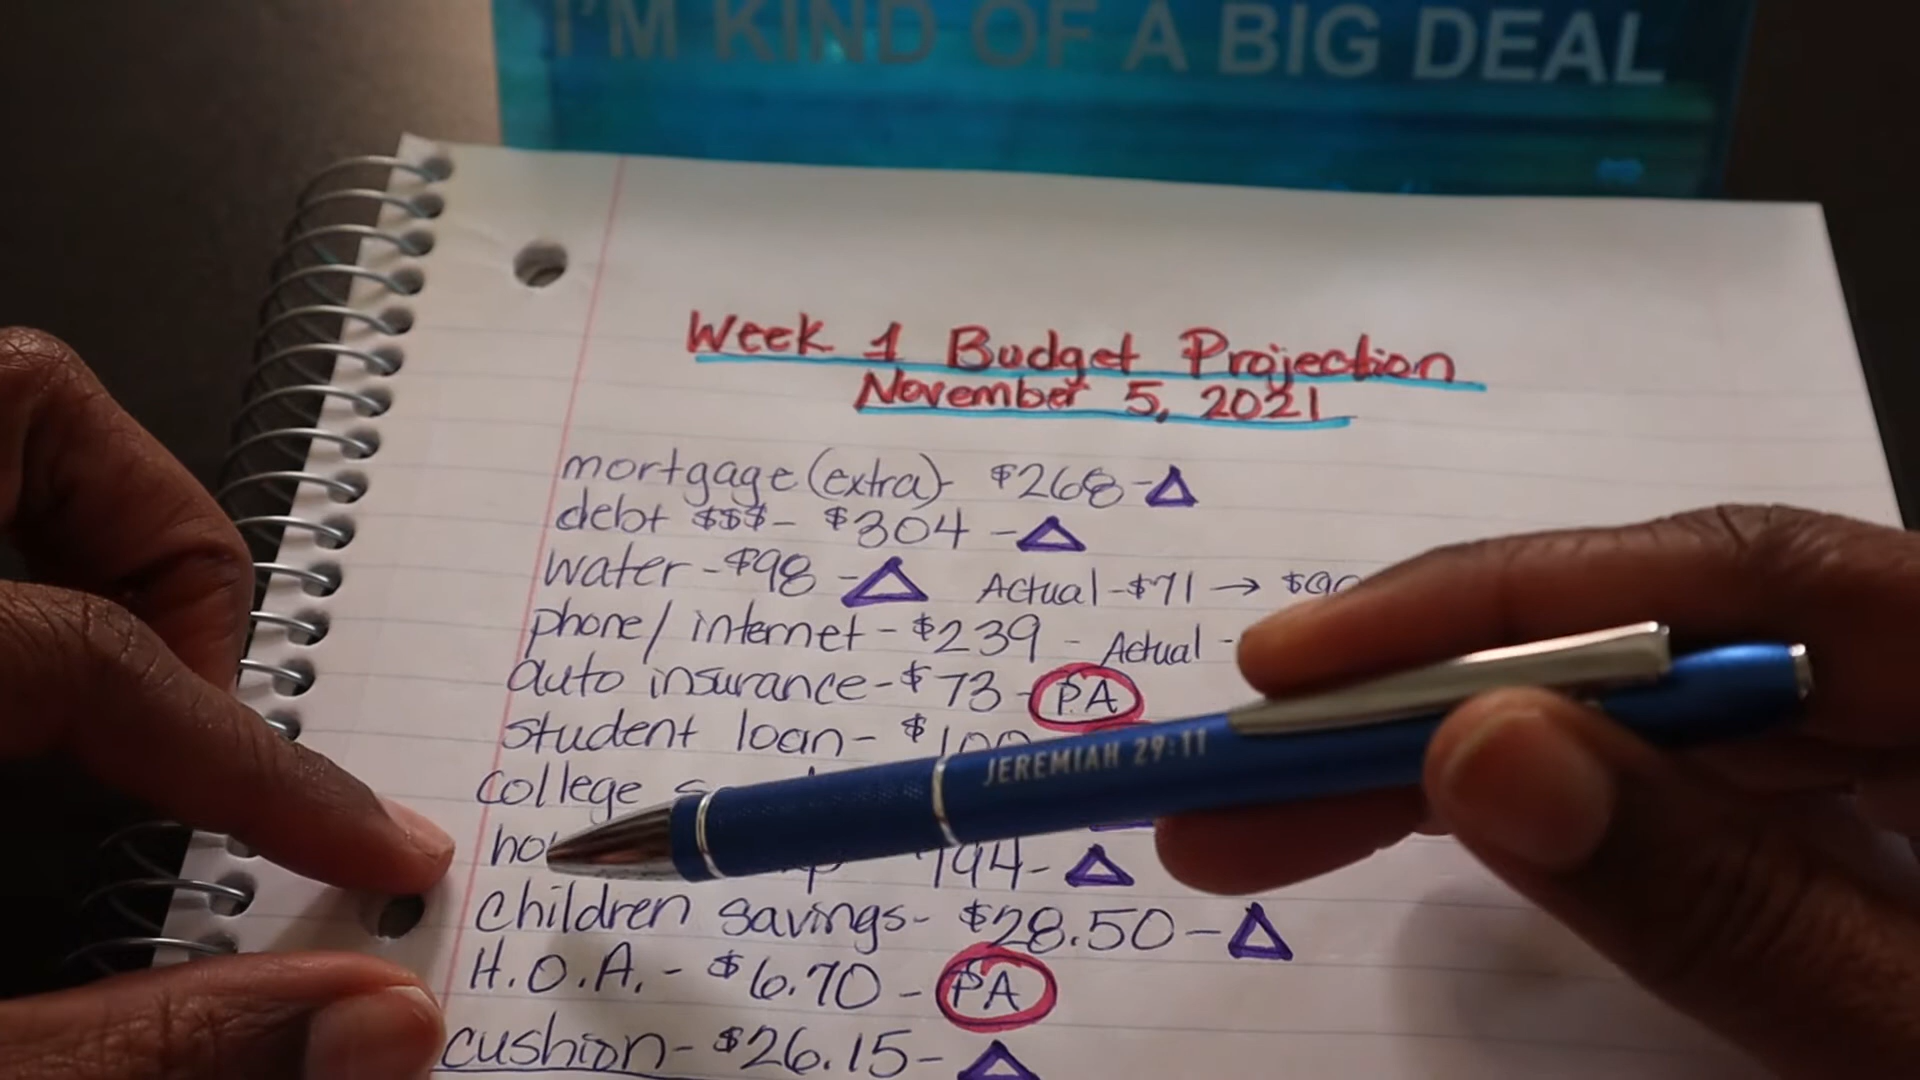 I'M KIND OF A BIG DEAL
Week 1 Budget Projection
November 5, 2021
mortgage (extra) - $268 - △
debt $$$ - $304 - △
water - $98 - △ Actual - $71 →
phone / internet - $239 - Actual -
auto insurance - $73 - PA
student loan - $100
college
794 - △
children savings - $28.50 - △
H.O.A. - $6.70 - PA
cushion - $26.15 - △
JEREMIAH 29:11